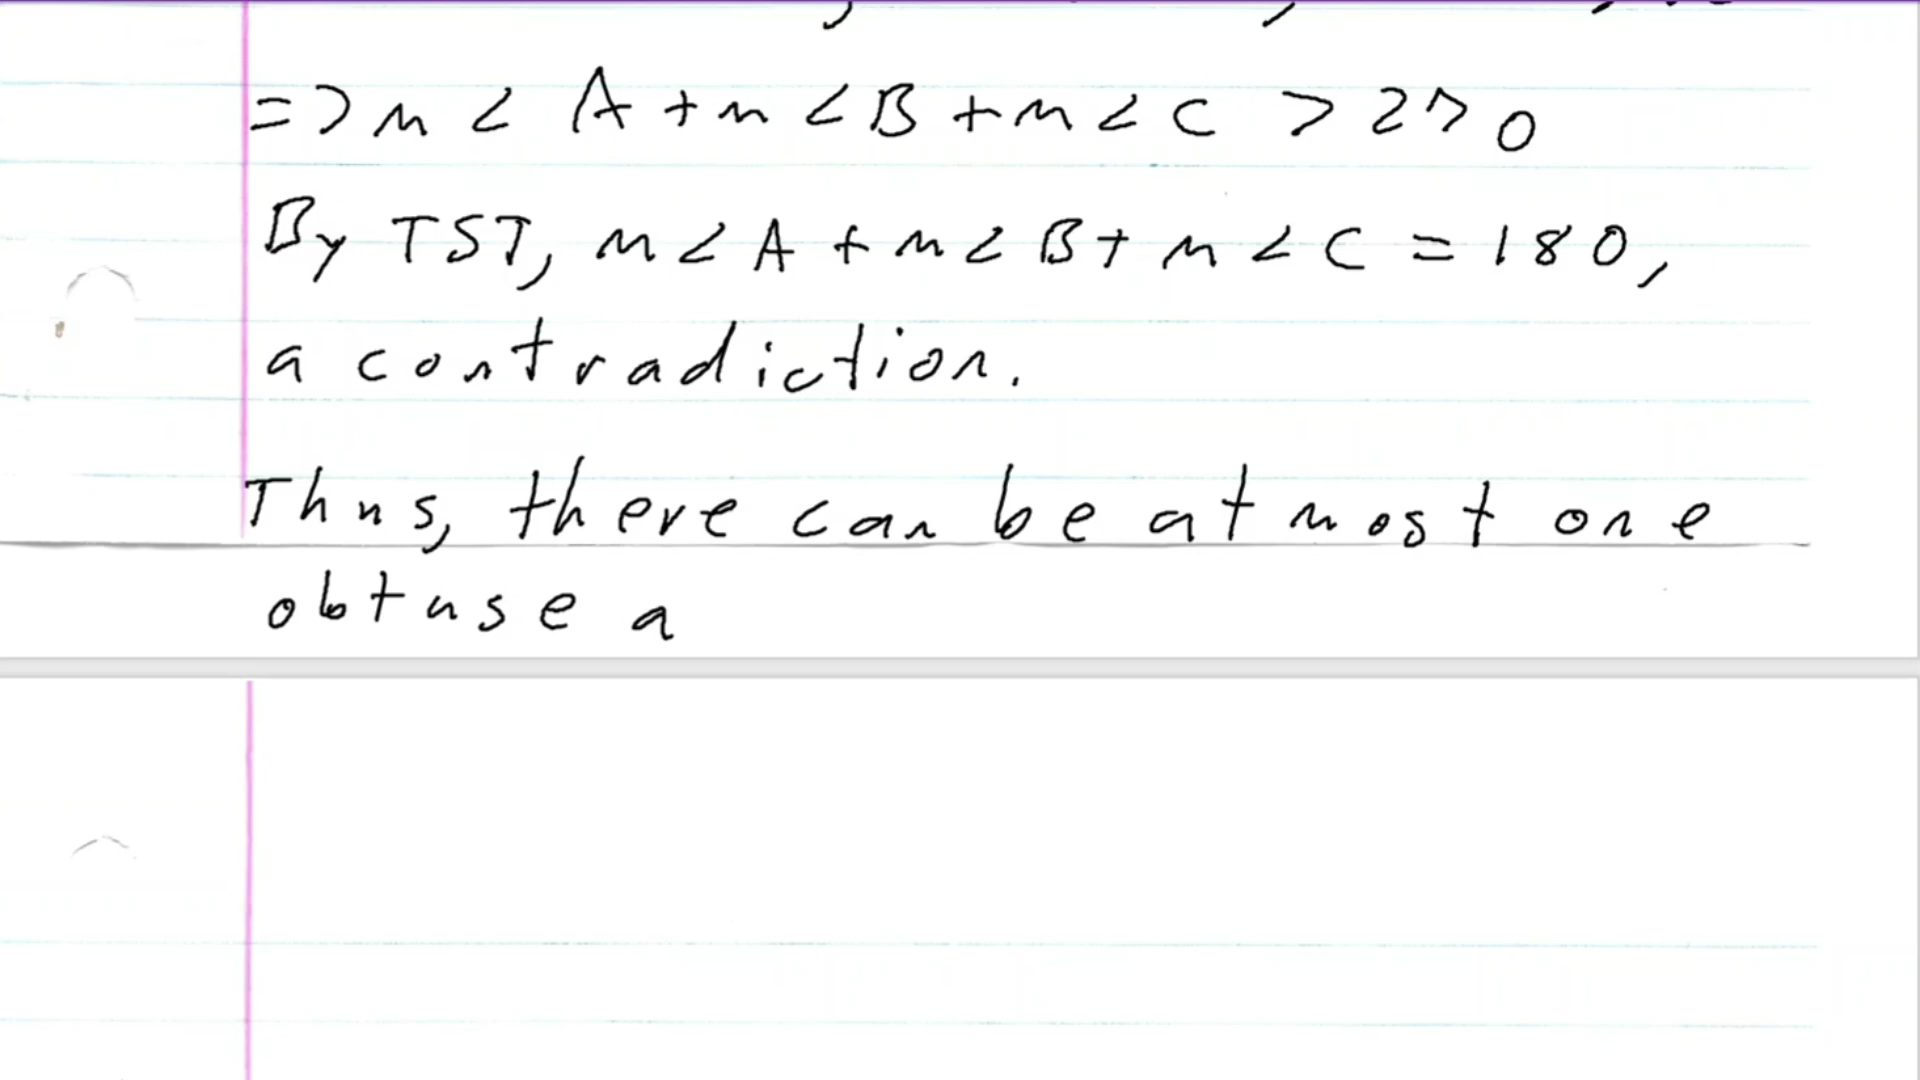 => m < A + m < B + m < C > 270
By TST, m < A + m < B + m < C = 180,
a contradiction.
Thus, there can be at most one
obtuse a